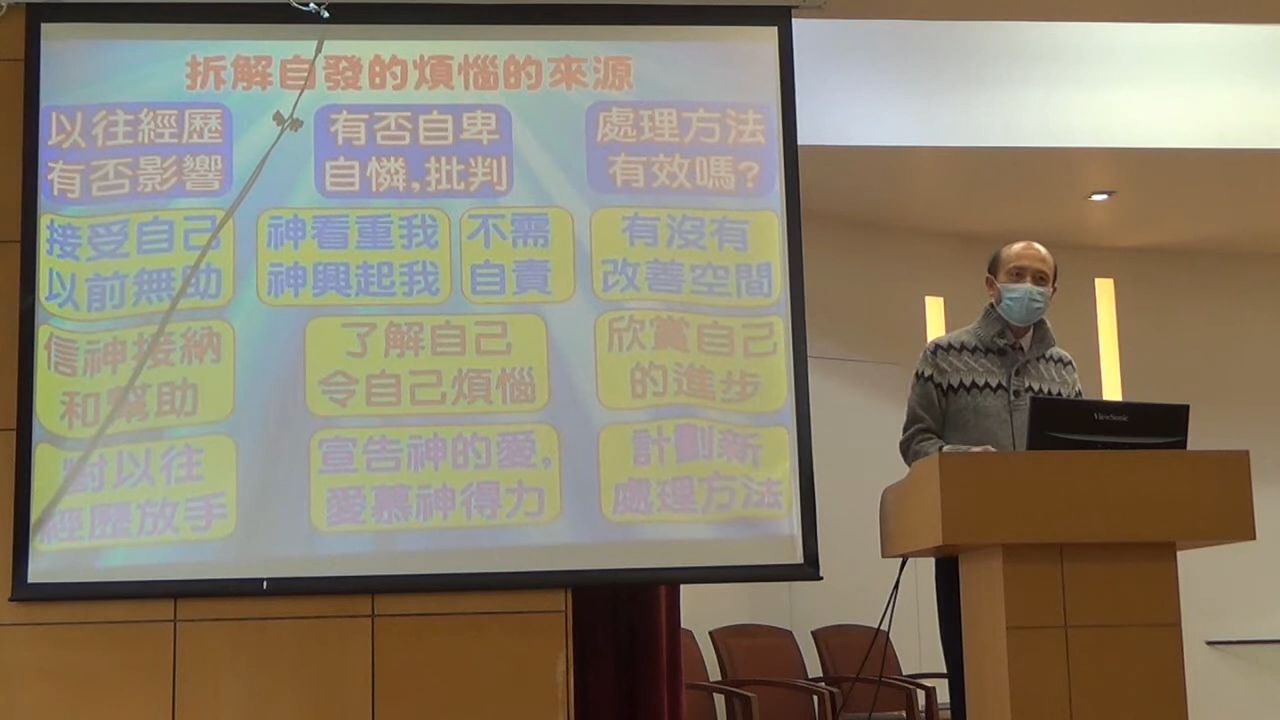 拆解自發的煩惱的來源
以往經歷
有否影響
有否自卑
自憐,批判
處理方法
有效嗎?
接受自己
以前無助
神看重我
神興起我
不需
自責
有沒有
改善空間
信神接納
和幫助
了解自己
令自己煩惱
欣賞自己
的進步
對以往
經歷放手
宣告神的愛,
愛慕神得力
計劃新
處理方法
ViewSonic